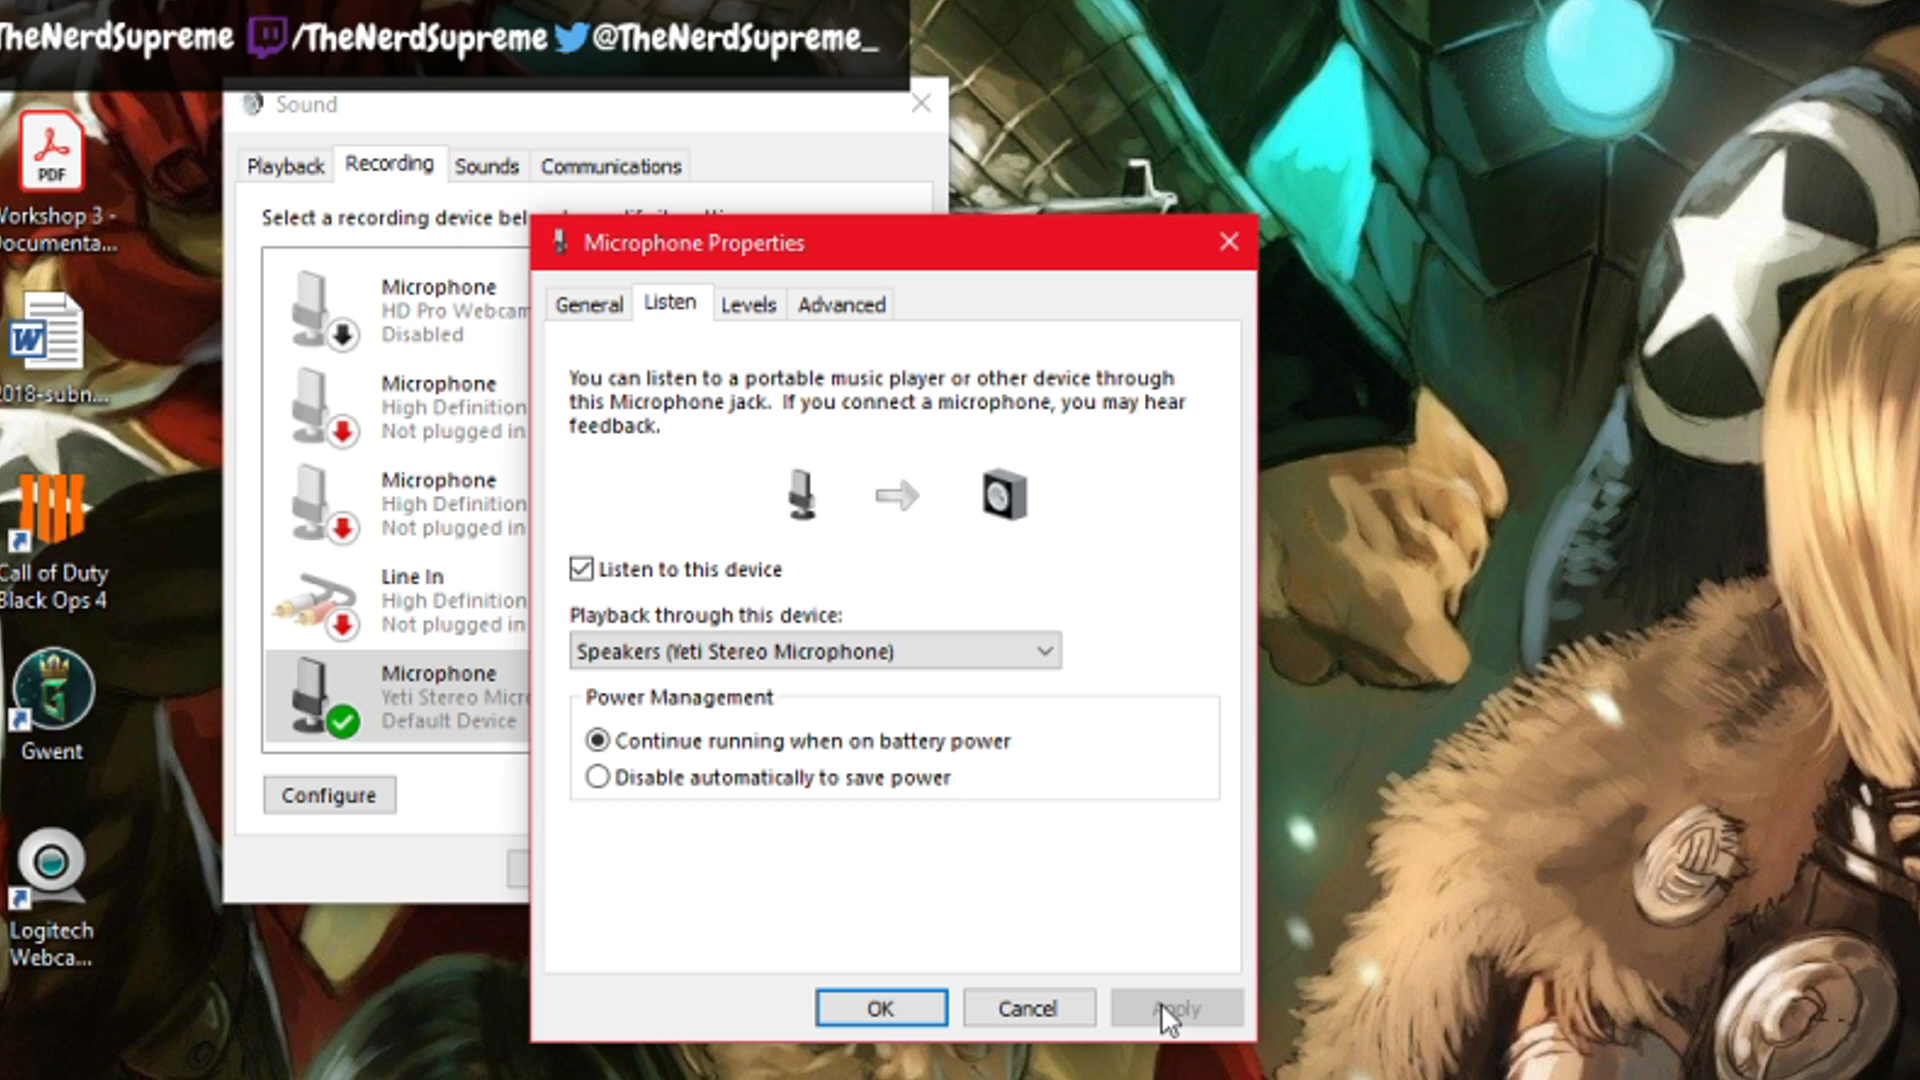 TheNerdSupreme /TheNerdSupreme @TheNerdSupreme_
Sound
Playback Recording Sounds Communications
Select a recording device
Microphone
HD Pro Webcam
Disabled
Microphone
High Definition
Not plugged in
Microphone
High Definition
Not plugged in
Line In
High Definition
Not plugged in
Microphone
Yeti Stereo Micro
Default Device
Configure
Microphone Properties
General Listen Levels Advanced
You can listen to a portable music player or other device through
this Microphone jack.  If you connect a microphone, you may hear
feedback.
Listen to this device
Playback through this device:
Speakers (Yeti Stereo Microphone)
Power Management
Continue running when on battery power
Disable automatically to save power
OK Cancel Apply
PDF
Workshop 3 -
Documenta...
W
2018-subn...
Call of Duty
Black Ops 4
Gwent
Logitech
Webca...